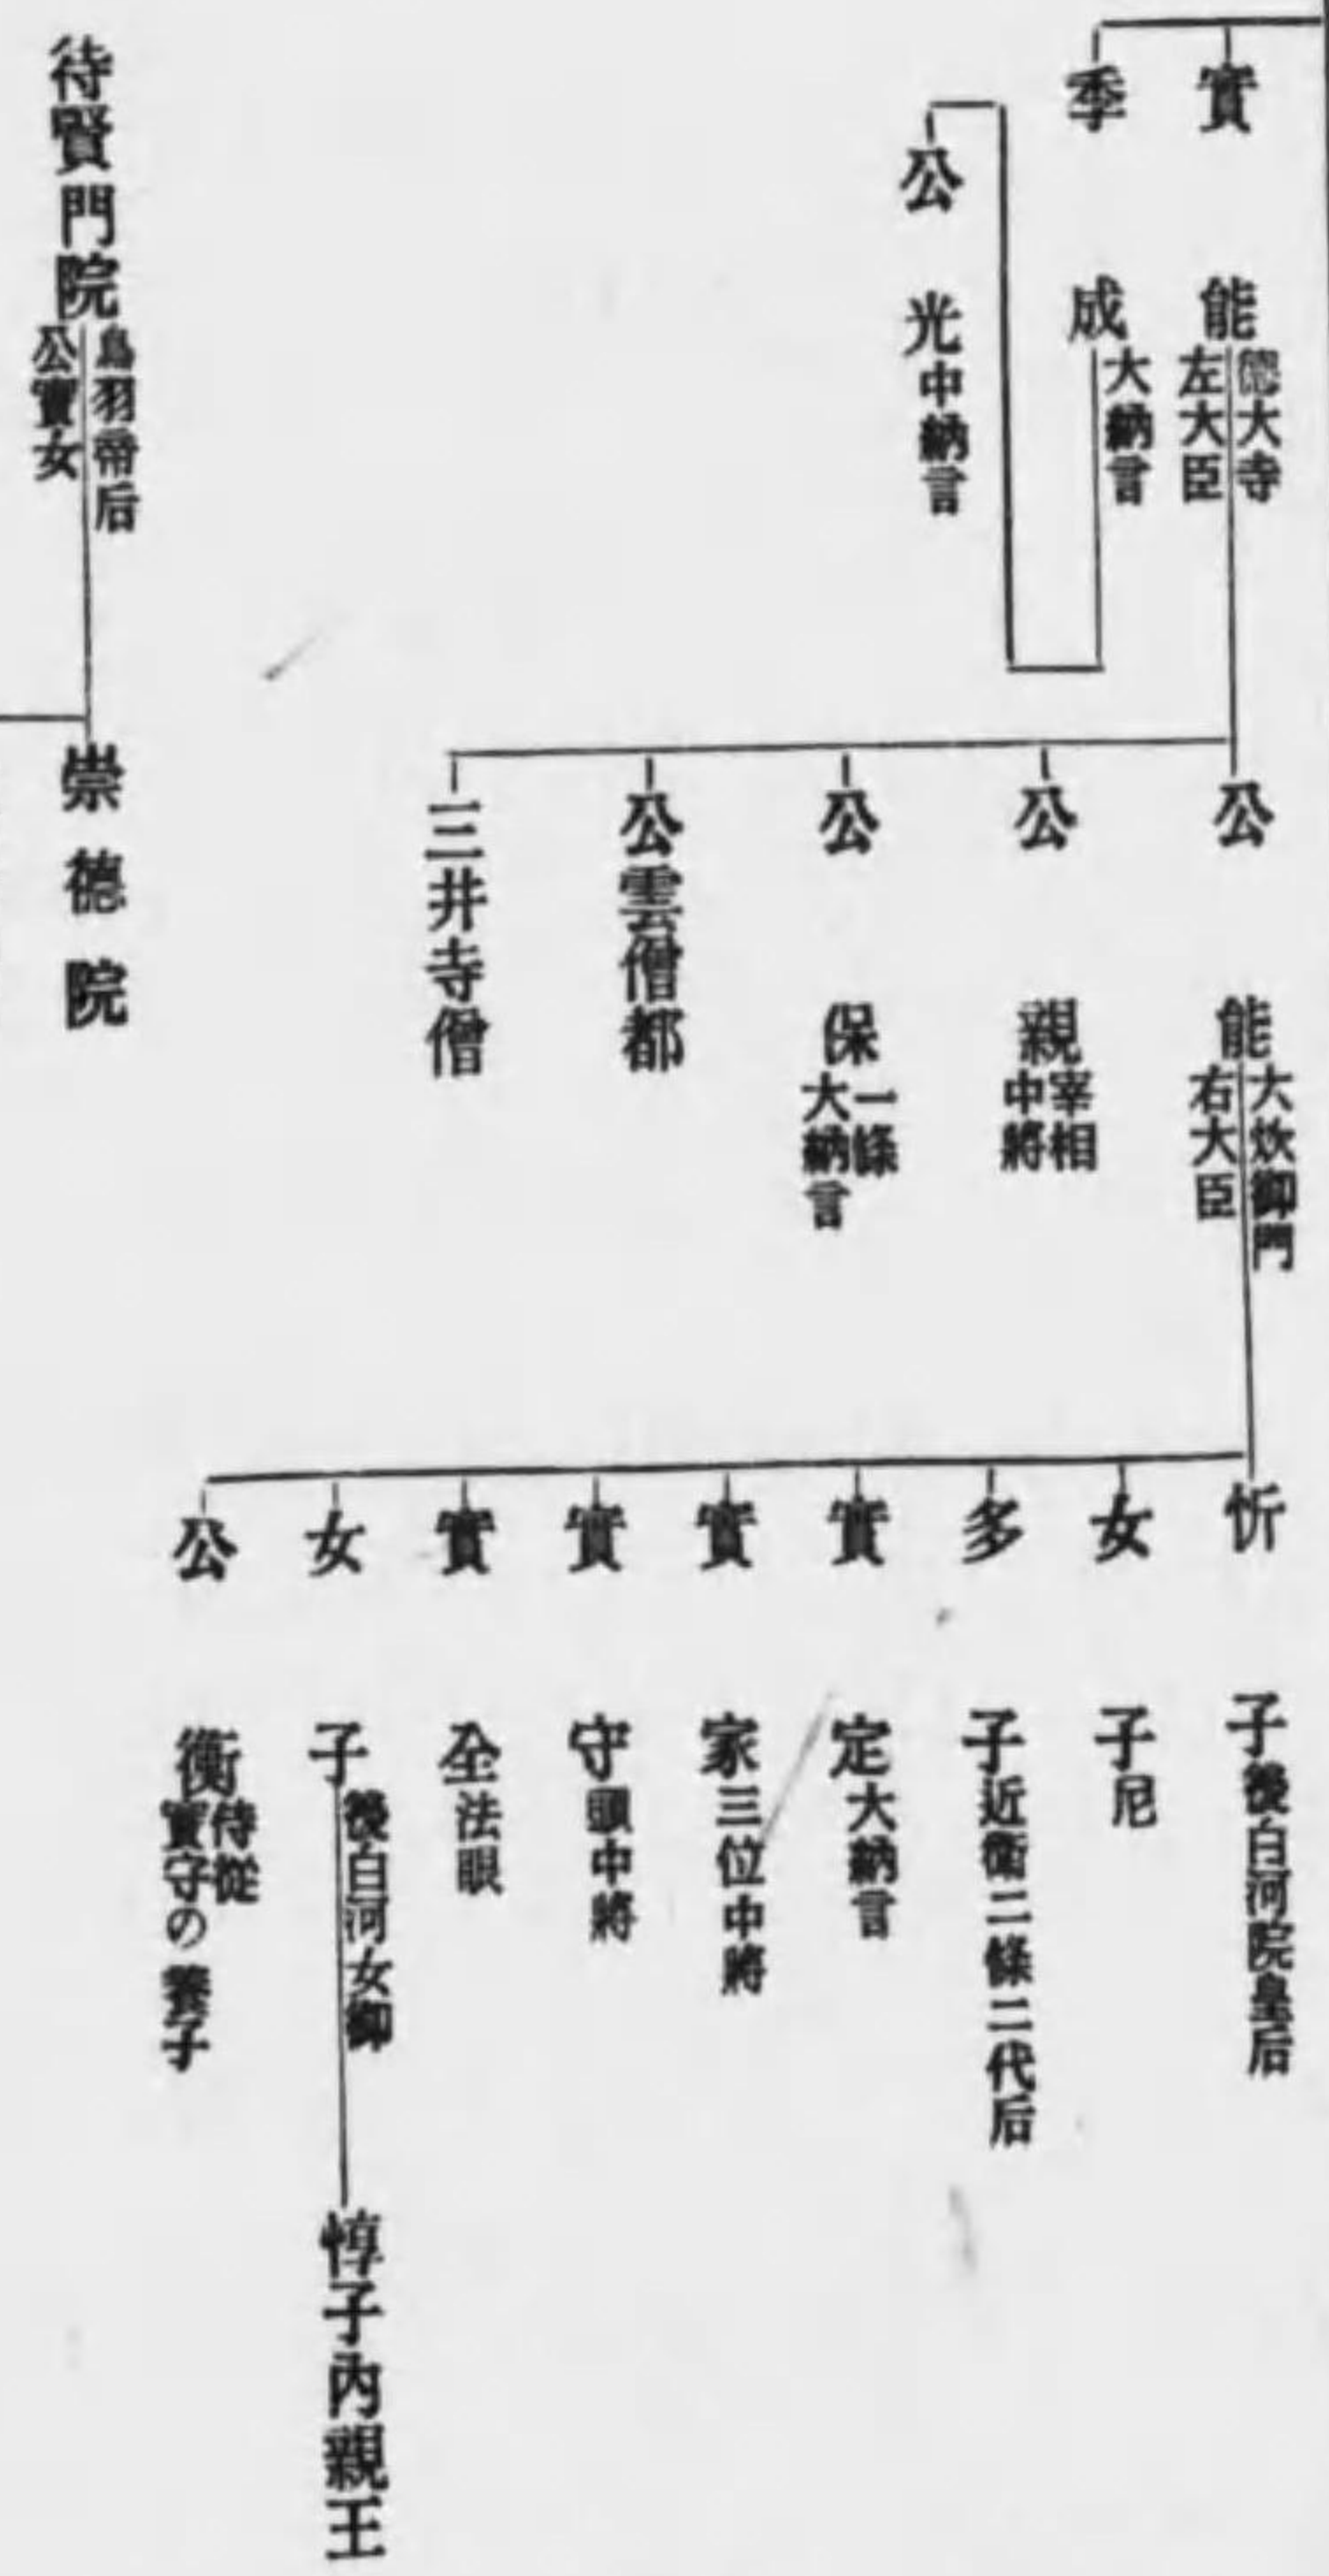 實能 德大寺 左大臣
公能 大炊御門 右大臣
忻子 後白河院皇后
女子 尼
多子 近衞二條二代后
實定 大納言
實家 三位中將
實守 頭中將
實全 法眼
女子 後白河女御
惇子內親王
公衡 侍從 實守の養子
公親 宰相中將
公保 一條大納言
公雲僧都
三井寺僧
季成 大納言
公光 中納言
待賢門院 鳥羽帝后 公實女
崇德院